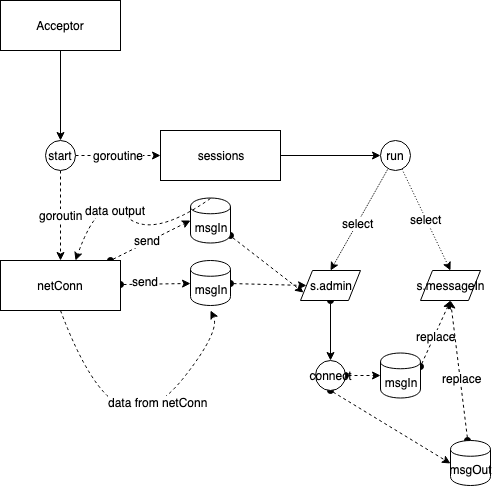 Acceptor
start
goroutine
sessions
run
goroutin
data output
msgIn
send
select
select
netConn
send
msgIn
s.admin
s.messageIn
replace
connect
msgIn
replace
data from netConn
msgOut